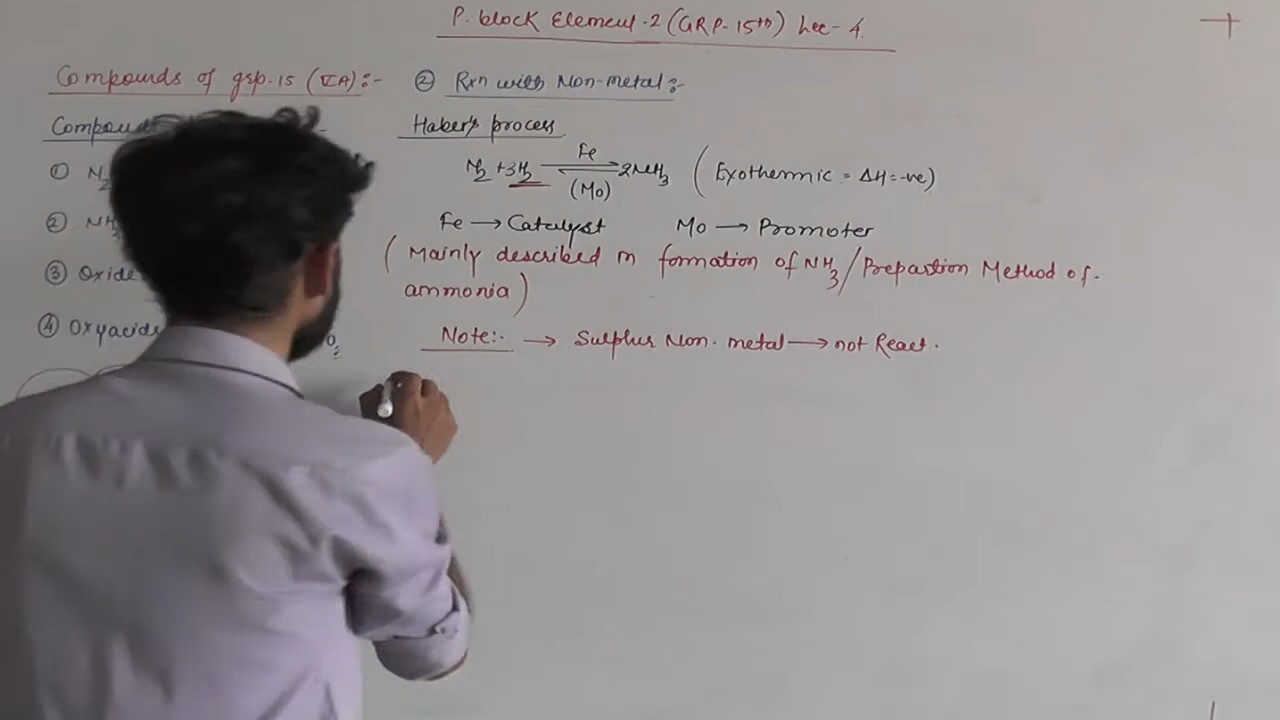 P. block Element-2 (GRP-15th) Lec-4.
Compounds of grp.15 (VA):-
② Rxn with Non-metal:-
Haber's process
① N2
N2 + 3H2 ⇌ 2NH3 (Exothermic = ΔH = -ve)
Fe
(Mo)
② NH3
Fe → Catalyst Mo → Promoter
(Mainly described in formation of NH3/Prepartion Method of.
ammonia)
③ Oxide
④ Oxyacids
Note:- → Sulphur Non. metal → not React.